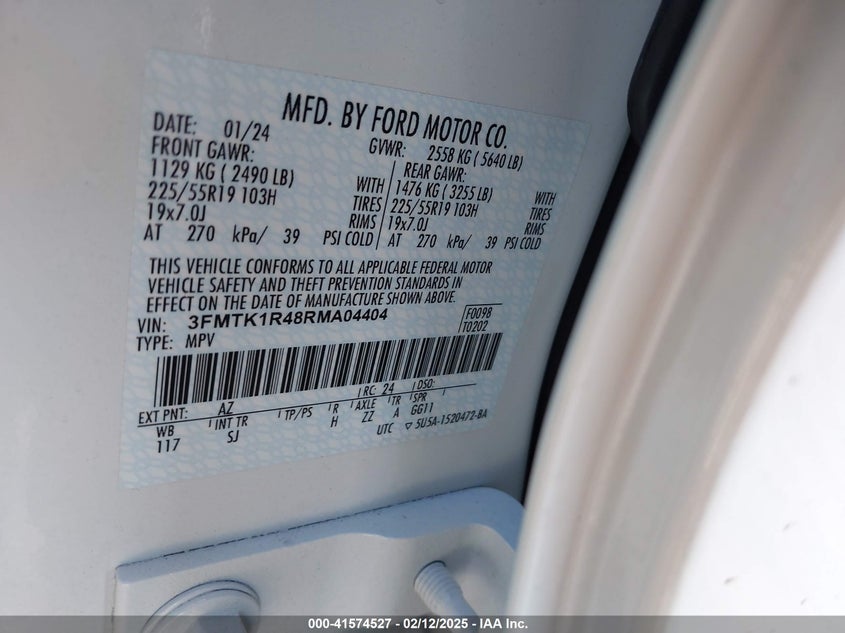 MFD. BY FORD MOTOR CO.
DATE: 01/24 GVWR: 2558 KG ( 5640 LB)
FRONT GAWR: REAR GAWR:
1129 KG ( 2490 LB) WITH 1476 KG ( 3255 LB) WITH
225/55R19 103H TIRES 225/55R19 103H TIRES
19x7.0J RIMS 19x7.0J RIMS
AT 270 kPa/ 39 PSI COLD AT 270 kPa/ 39 PSI COLD
THIS VEHICLE CONFORMS TO ALL APPLICABLE FEDERAL MOTOR
VEHICLE SAFETY AND THEFT PREVENTION STANDARDS IN
EFFECT ON THE DATE OF MANUFACTURE SHOWN ABOVE.
VIN: 3FMTK1R48RMA04404 F0098
TYPE: MPV T0202
EXT PNT: AZ RC: 24 DSO:
WB INT TR TP/PS R AXLE TR SPR
117 SJ H ZZ A GG11
UTC ▽ 5U5A-1520472-BA
000-41574527 - 02/12/2025 - IAA Inc.